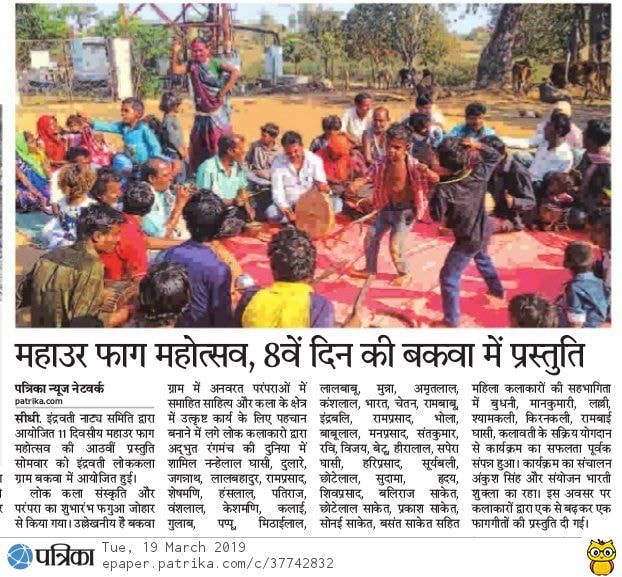 महाउर फाग महोत्सव, 8वें दिन की बकवा में प्रस्तुति
पत्रिका न्यूज नेटवर्क
patrika.com
सीधी. इंद्रवती नाट्य समिति द्वारा
आयोजित 11 दिवसीय महाउर फाग
महोत्सव की आठवीं प्रस्तुति
सोमवार को इंद्रवती लोककला
ग्राम बकवा में आयोजित हुई।
लोक कला संस्कृति और
परंपरा का शुभारंभ फगुआ जोहार
से किया गया। उल्लेखनीय है बकवा
ग्राम में अनवरत परंपराओं में
समाहित साहित्य और कला के क्षेत्र
में उत्कृष्ट कार्य के लिए पहचान
बनाने में लगे लोक कलाकारो द्वारा
अद्भुत रंगमंच की दुनिया में
शामिल नन्हेलाल घासी, दुलारे,
जगन्नाथ, लालबहादुर, रामप्रसाद,
शेषमणि, हंसलाल, पतिराज,
वंशलाल, केशमणि, कलाई,
गुलाब, पप्पू, मिठाईलाल,
लालबाबू, मुन्ना, अमृतलाल,
कंशलाल, भारत, चेतन, रामबाबू,
इंद्रबलि, रामप्रसाद, भोला,
बाबूलाल, मनप्रसाद, संतकुमार,
रवि, विजय, बेटू, हीरालाल, सपेरा
घासी, हरिप्रसाद, सूर्यबली,
छोटेलाल, सुदामा, हृदय,
शिवप्रसाद, बलिराज साकेत,
छोटेलाल साकेत, प्रकाश साकेत,
सोनई साकेत, बसंत साकेत सहित
महिला कलाकारों की सहभागिता
में बुधनी, मानकुमारी, लल्ली,
श्यामकली, किरनकली, रामबाई
घासी, कलावती के सक्रिय योगदान
से कार्यक्रम का सफलता पूर्वक
संपन्न हुआ। कार्यक्रम का संचालन
अंकुश सिंह और संयोजन भारती
शुक्ला का रहा। इस अवसर पर
कलाकारों द्वारा एक से बढ़कर एक
फागगीतों की प्रस्तुति दी गई।
पत्रिका
Tue, 19 March 2019
epaper.patrika.com/c/37742832